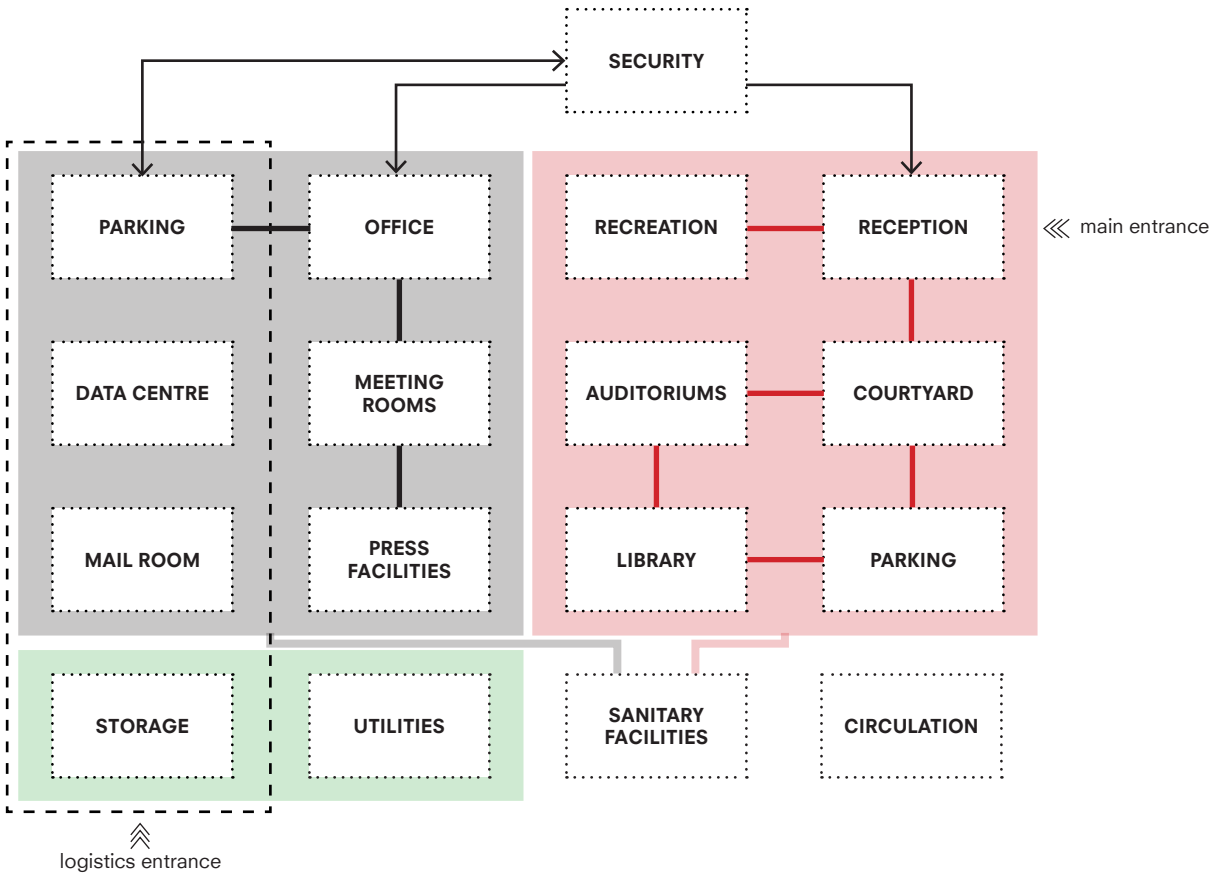 SECURITY
PARKING
OFFICE
RECREATION
RECEPTION
main entrance
DATA CENTRE
MEETING
ROOMS
AUDITORIUMS
COURTYARD
MAIL ROOM
PRESS
FACILITIES
LIBRARY
PARKING
STORAGE
UTILITIES
SANITARY
FACILITIES
CIRCULATION
logistics entrance